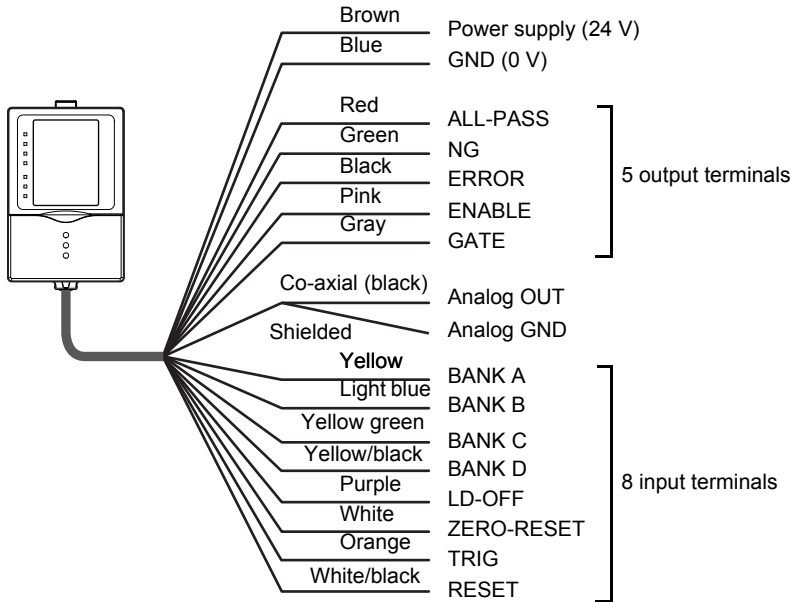 Brown Power supply (24 V)
Blue GND (0 V)
Red ALL-PASS
Green NG
Black ERROR
Pink ENABLE
Gray GATE
5 output terminals
Co-axial (black) Analog OUT
Shielded Analog GND
Yellow BANK A
Light blue BANK B
Yellow green BANK C
Yellow/black BANK D
Purple LD-OFF
White ZERO-RESET
Orange TRIG
White/black RESET
8 input terminals